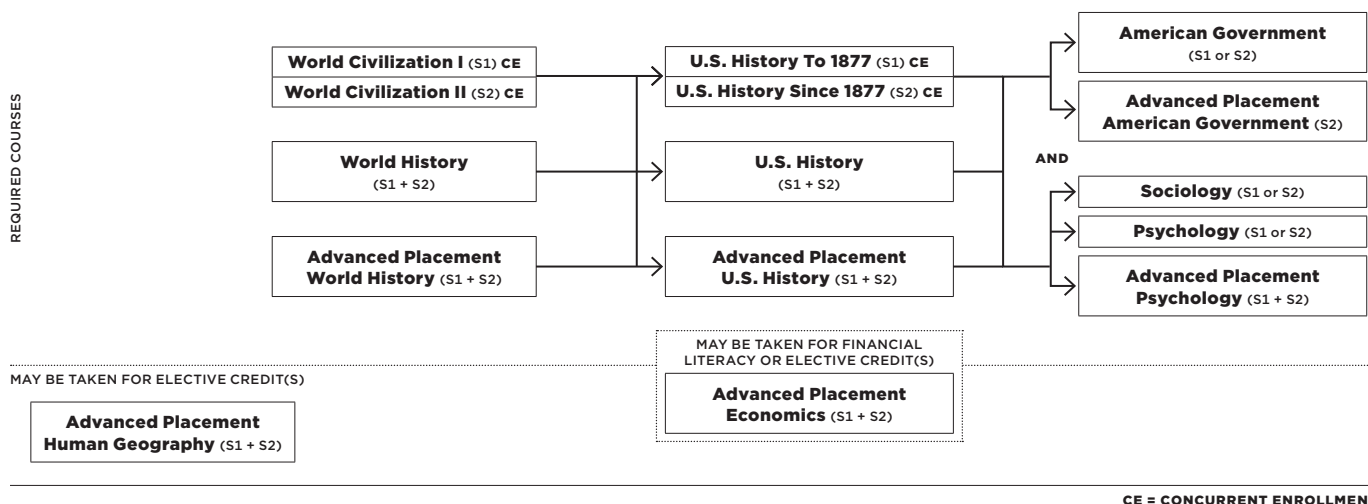 REQUIRED COURSES
World Civilization I (S1) CE
World Civilization II (S2) CE
World History
(S1 + S2)
Advanced Placement
World History (S1 + S2)
U.S. History To 1877 (S1) CE
U.S. History Since 1877 (S2) CE
U.S. History
(S1 + S2)
Advanced Placement
U.S. History (S1 + S2)
American Government
(S1 or S2)
Advanced Placement
American Government (S2)
AND
Sociology (S1 or S2)
Psychology (S1 or S2)
Advanced Placement
Psychology (S1 + S2)
MAY BE TAKEN FOR FINANCIAL
LITERACY OR ELECTIVE CREDIT(S)
Advanced Placement
Economics (S1 + S2)
MAY BE TAKEN FOR ELECTIVE CREDIT(S)
Advanced Placement
Human Geography (S1 + S2)
CE = CONCURRENT ENROLLMEN